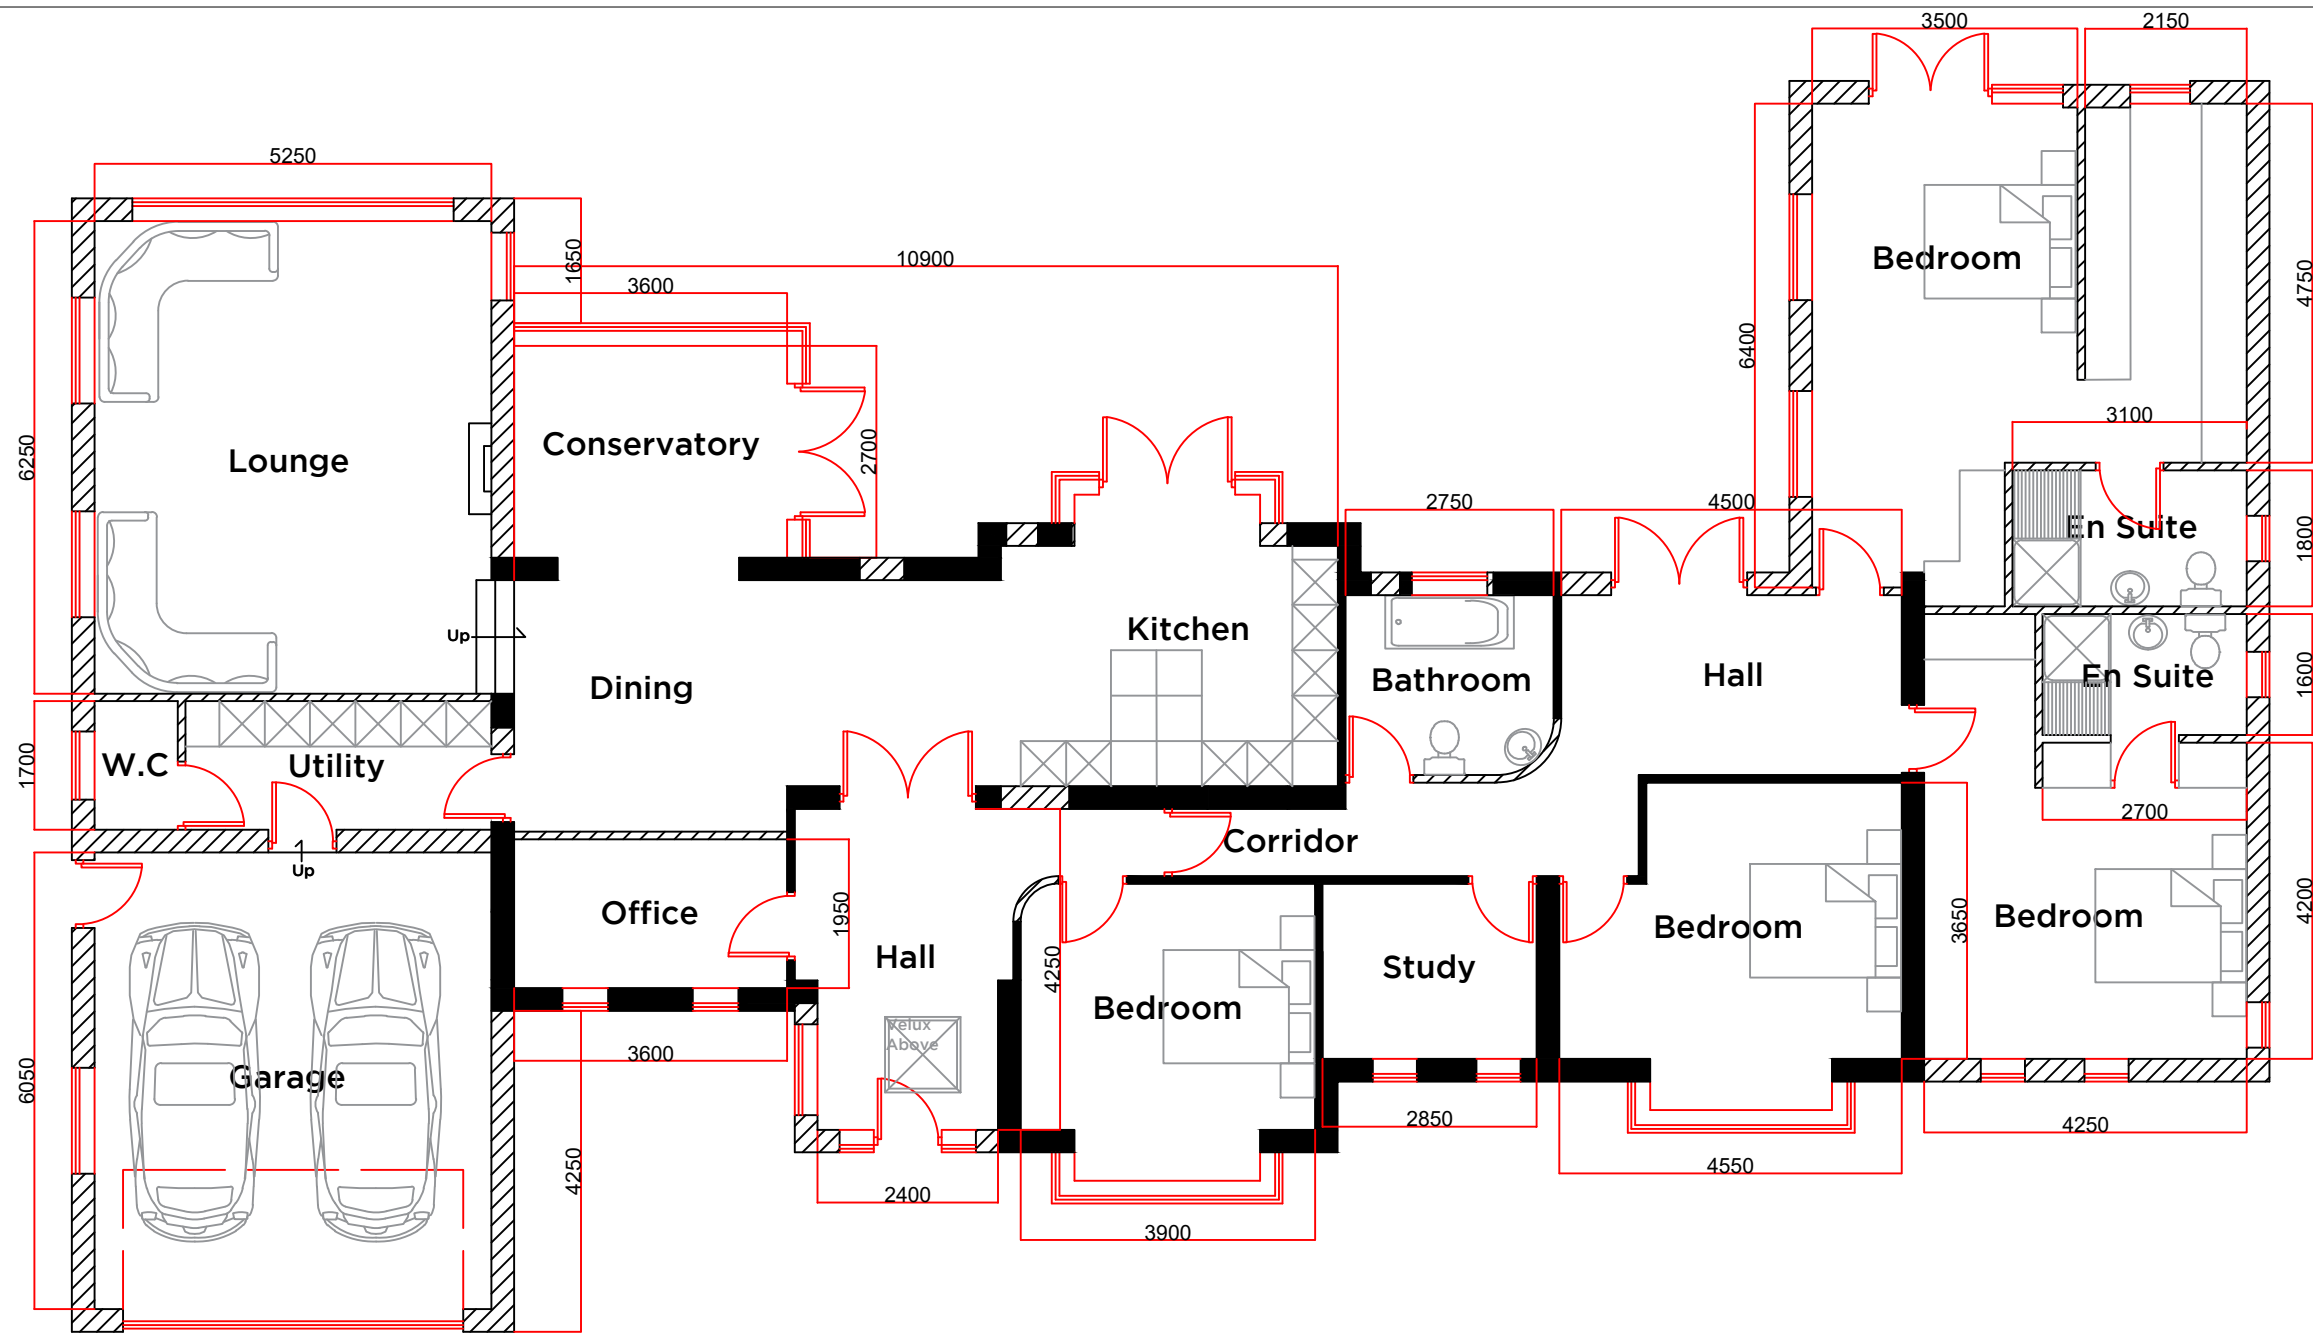 3500
2150
5250
1650
10900
3600
Bedroom
4750
6400
3100
Conservatory
2700
6250
Lounge
2750
4500
En Suite
1800
Up
Kitchen
Dining
Bathroom
Hall
En Suite
1600
1700
W.C
Utility
2700
Up
Corridor
Office
1950
Hall
4250
Bedroom
Study
Bedroom
3650
Bedroom
4200
Velux
Above
6050
Garage
3600
4250
2400
3900
2850
4550
4250